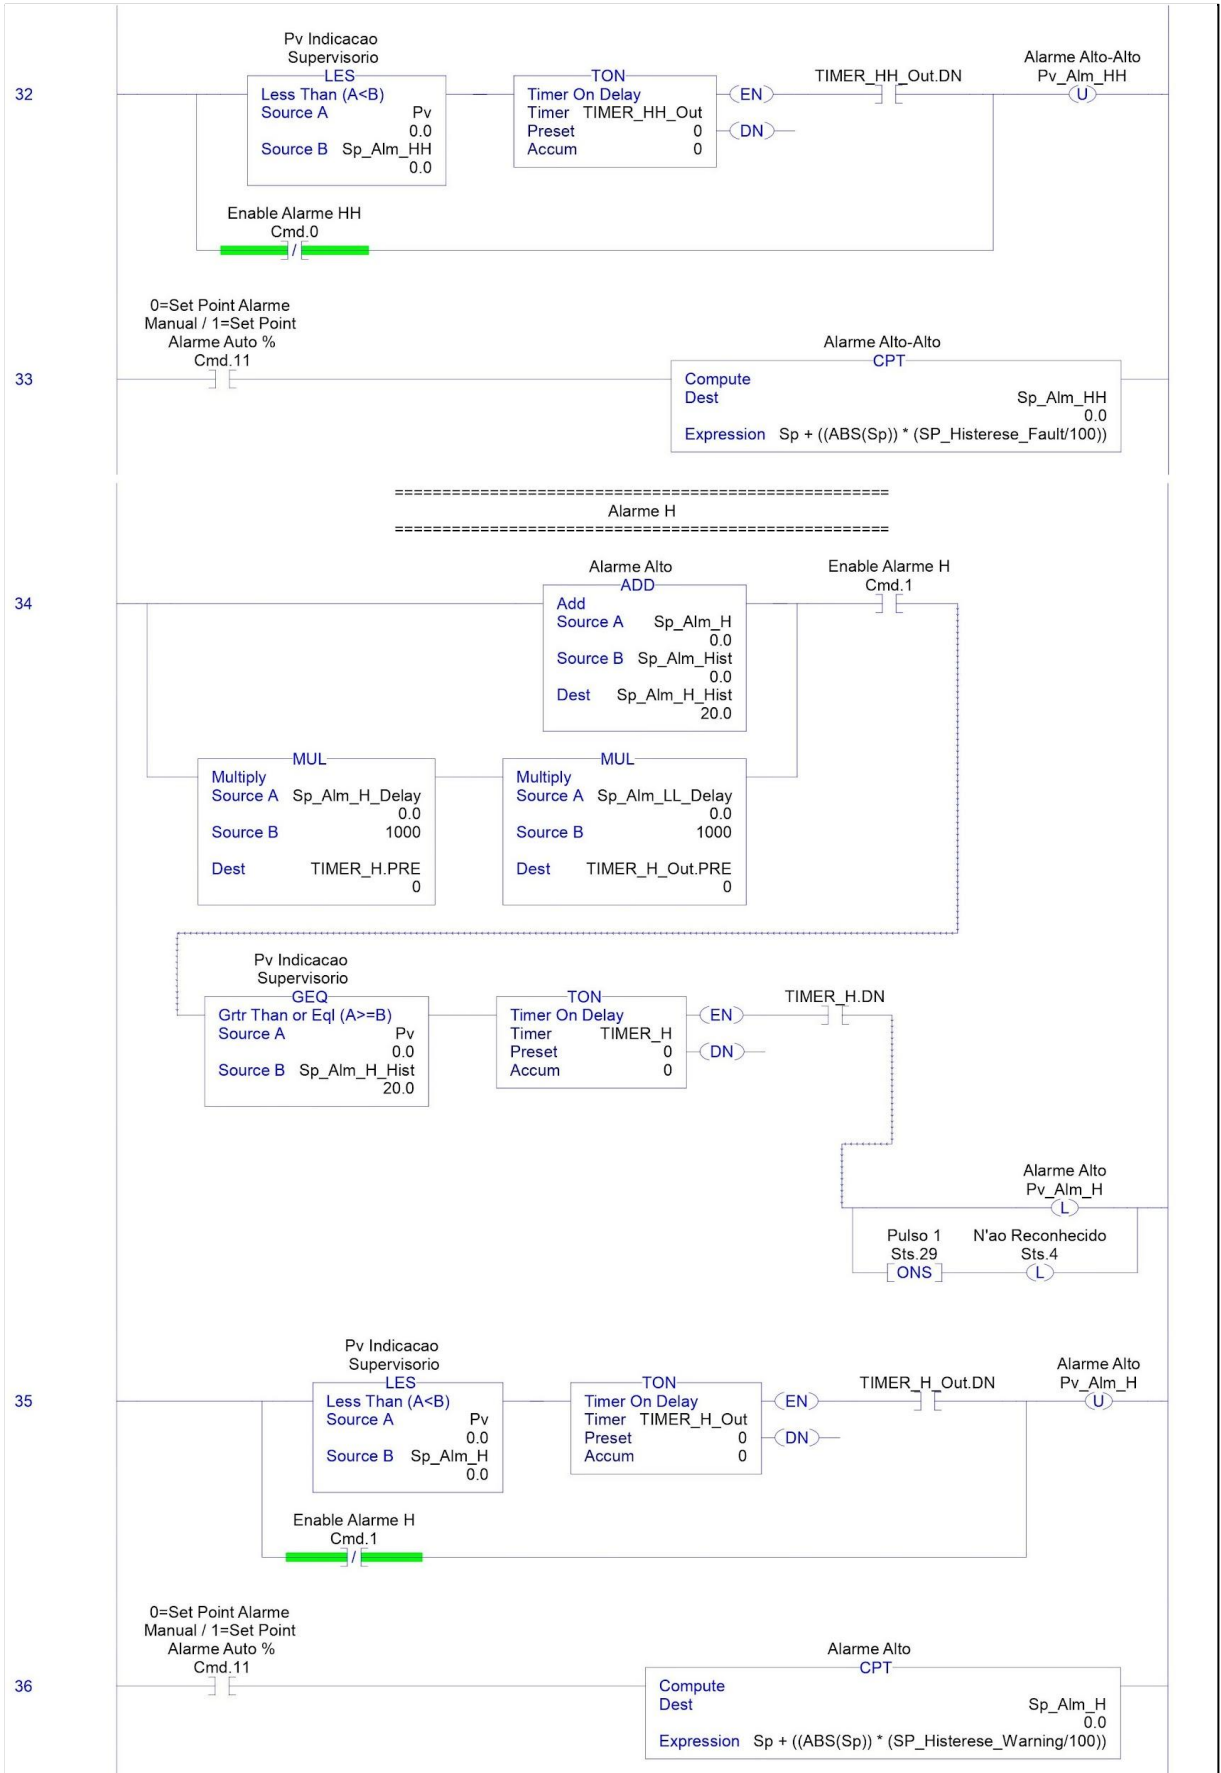 Pv Indicacao
Supervisorio
LES
Less Than (A<B)
Source A Pv
0.0
Source B Sp_Alm_HH
0.0
TON
Timer On Delay
Timer TIMER_HH_Out
Preset 0
Accum 0
EN
DN
TIMER_HH_Out.DN
Alarme Alto-Alto
Pv_Alm_HH
U
32
Enable Alarme HH
Cmd.0
/
0=Set Point Alarme
Manual / 1=Set Point
Alarme Auto %
Cmd.11
33
Alarme Alto-Alto
CPT
Compute
Dest Sp_Alm_HH
0.0
Expression Sp + ((ABS(Sp)) * (SP_Histerese_Fault/100))
===============================================
Alarme H
===============================================
34
Alarme Alto
ADD
Add
Source A Sp_Alm_H
0.0
Source B Sp_Alm_Hist
0.0
Dest Sp_Alm_H_Hist
20.0
Enable Alarme H
Cmd.1
MUL
Multiply
Source A Sp_Alm_H_Delay
0.0
Source B 1000
Dest TIMER_H.PRE
0
MUL
Multiply
Source A Sp_Alm_LL_Delay
0.0
Source B 1000
Dest TIMER_H_Out.PRE
0
Pv Indicacao
Supervisorio
GEQ
Grtr Than or Eql (A>=B)
Source A Pv
0.0
Source B Sp_Alm_H_Hist
20.0
TON
Timer On Delay
Timer TIMER_H
Preset 0
Accum 0
EN
DN
TIMER_H.DN
Alarme Alto
Pv_Alm_H
L
Pulso 1
Sts.29
ONS
N'ao Reconhecido
Sts.4
L
35
Pv Indicacao
Supervisorio
LES
Less Than (A<B)
Source A Pv
0.0
Source B Sp_Alm_H
0.0
TON
Timer On Delay
Timer TIMER_H_Out
Preset 0
Accum 0
EN
DN
TIMER_H_Out.DN
Alarme Alto
Pv_Alm_H
U
Enable Alarme H
Cmd.1
/
0=Set Point Alarme
Manual / 1=Set Point
Alarme Auto %
Cmd.11
36
Alarme Alto
CPT
Compute
Dest Sp_Alm_H
0.0
Expression Sp + ((ABS(Sp)) * (SP_Histerese_Warning/100))